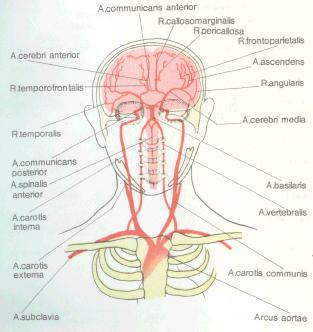 A.communicans anterior
R.callosomarginalis
R.pericallosa
R.frontoparietalis
A.cerebri anterior
A.ascendens
R.temporofrontalis
R.angularis
R.temporalis
A.cerebri media
A.communicans
posterior
A.spinalis
anterior
A.basilaris
A.carotis
interna
A.vertebralis
A.carotis
externa
A.carotis communis
A.subclavia
Arcus aortae